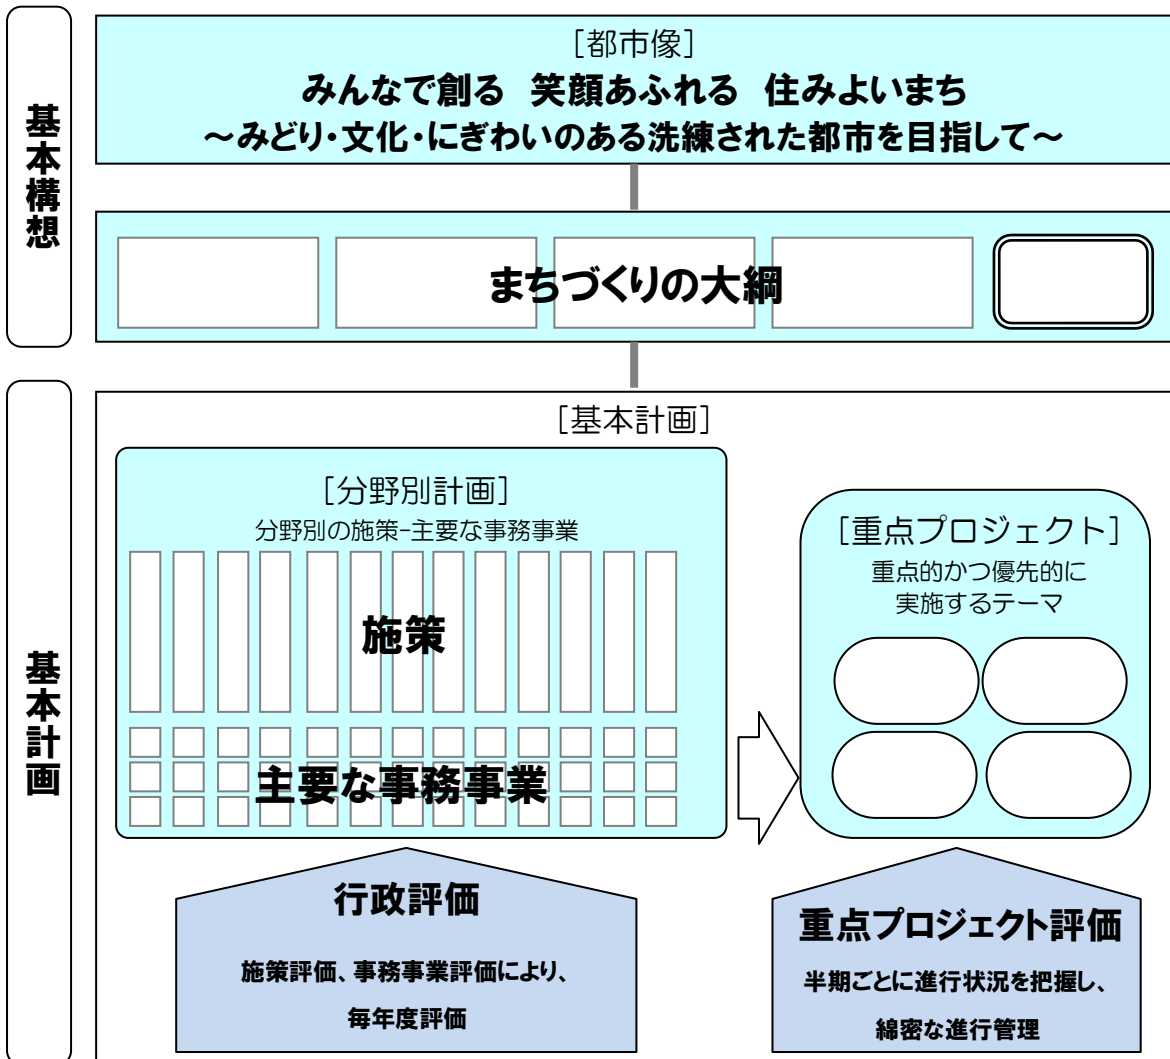 基本構想
[都市像]
みんなで創る 笑顔あふれる 住みよいまち
～みどり・文化・にぎわいのある洗練された都市を目指して～
まちづくりの大綱
基本計画
[基本計画]
[分野別計画]
分野別の施策-主要な事務事業
施策
主要な事務事業
[重点プロジェクト]
重点的かつ優先的に
実施するテーマ
行政評価
施策評価、事務事業評価により、
毎年度評価
重点プロジェクト評価
半期ごとに進行状況を把握し、
綿密な進行管理